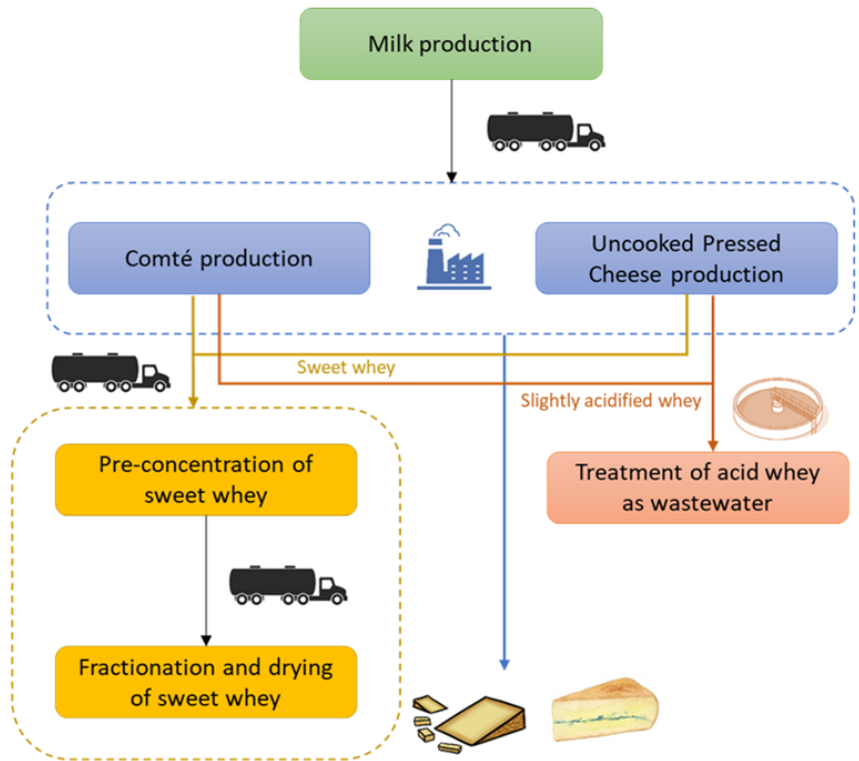 Milk production
Comté production
Uncooked Pressed
Cheese production
Sweet whey
Slightly acidified whey
Pre-concentration of
sweet whey
Treatment of acid whey
as wastewater
Fractionation and drying
of sweet whey